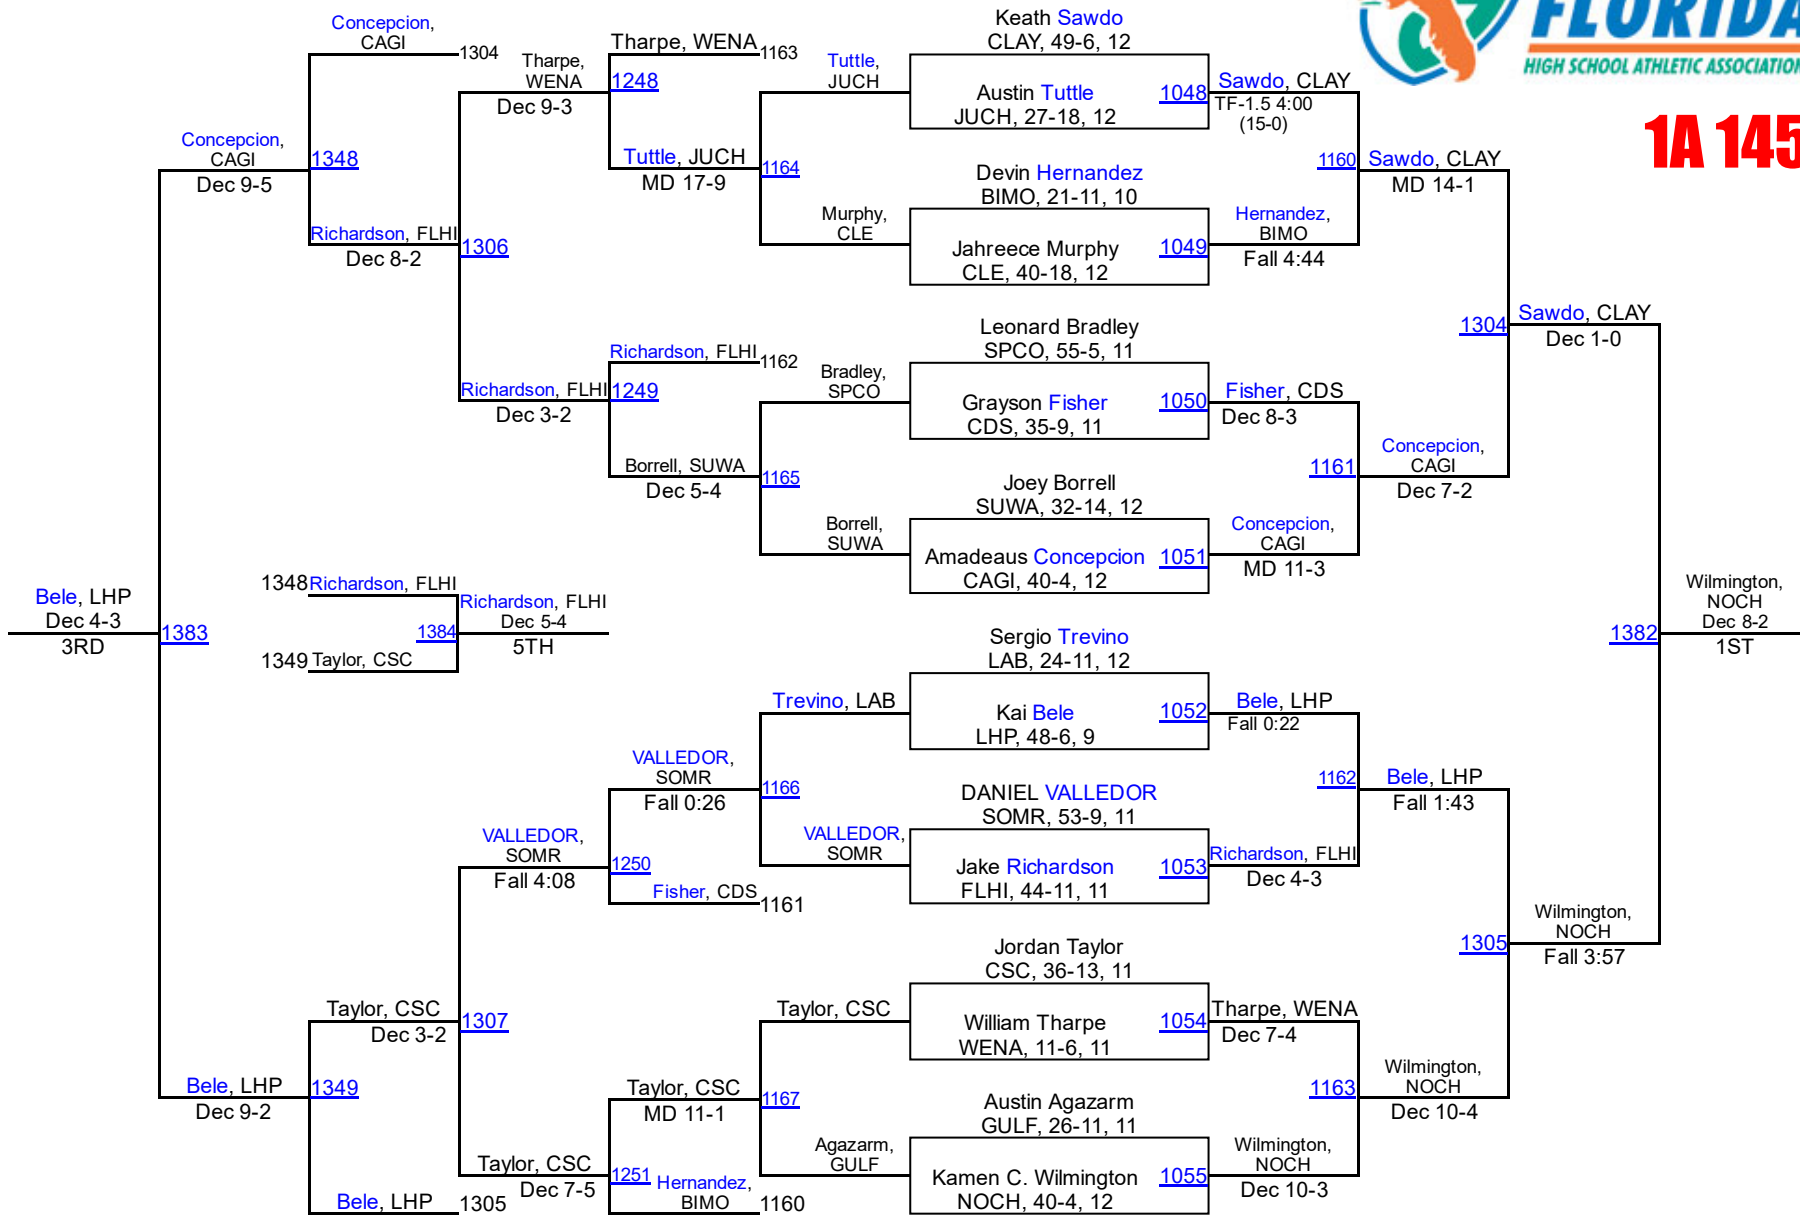 FLORIDA
HIGH SCHOOL ATHLETIC ASSOCIATION
1A 145
Concepcion,
CAGI
1304
Concepcion,
CAGI
Dec 9-5
1348
Richardson, FLHI
Dec 8-2
Tharpe,
WENA
Dec 9-3
1306
Richardson, FLHI
Dec 3-2
Tharpe, WENA
1163
1248
Tuttle, JUCH
MD 17-9
Richardson, FLHI
1162
1249
Borrell, SUWA
Dec 5-4
Tuttle,
JUCH
1164
Murphy,
CLE
Bradley,
SPCO
1165
Borrell,
SUWA
Keath Sawdo
CLAY, 49-6, 12
Austin Tuttle
JUCH, 27-18, 12
1048
Devin Hernandez
BIMO, 21-11, 10
Jahreece Murphy
CLE, 40-18, 12
1049
Leonard Bradley
SPCO, 55-5, 11
Grayson Fisher
CDS, 35-9, 11
1050
Joey Borrell
SUWA, 32-14, 12
Amadeaus Concepcion
CAGI, 40-4, 12
1051
Sawdo, CLAY
TF-1.5 4:00
(15-0)
1160
Hernandez,
BIMO
Fall 4:44
Fisher, CDS
Dec 8-3
1161
Concepcion,
CAGI
MD 11-3
Sawdo, CLAY
MD 14-1
1304
Concepcion,
CAGI
Dec 7-2
Sawdo, CLAY
Dec 1-0
Bele, LHP
Dec 4-3
3RD
1383
1348
Richardson, FLHI
1349
Taylor, CSC
1384
Richardson, FLHI
Dec 5-4
5TH
1382
Wilmington,
NOCH
Dec 8-2
1ST
Sergio Trevino
LAB, 24-11, 12
Kai Bele
LHP, 48-6, 9
1052
DANIEL VALLEDOR
SOMR, 53-9, 11
Jake Richardson
FLHI, 44-11, 11
1053
Jordan Taylor
CSC, 36-13, 11
William Tharpe
WENA, 11-6, 11
1054
Austin Agazarm
GULF, 26-11, 11
Kamen C. Wilmington
NOCH, 40-4, 12
1055
Trevino, LAB
1166
VALLEDOR,
SOMR
Taylor, CSC
1167
Agazarm,
GULF
VALLEDOR,
SOMR
Fall 0:26
1250
Fisher, CDS
1161
Taylor, CSC
MD 11-1
1251
Hernandez,
BIMO
1160
VALLEDOR,
SOMR
Fall 4:08
1307
Taylor, CSC
Dec 7-5
Taylor, CSC
Dec 3-2
1349
Bele, LHP
1305
Bele, LHP
Dec 9-2
Bele, LHP
Fall 0:22
1162
Richardson, FLHI
Dec 4-3
Tharpe, WENA
Dec 7-4
1163
Wilmington,
NOCH
Dec 10-3
Bele, LHP
Fall 1:43
1305
Wilmington,
NOCH
Dec 10-4
Wilmington,
NOCH
Fall 3:57